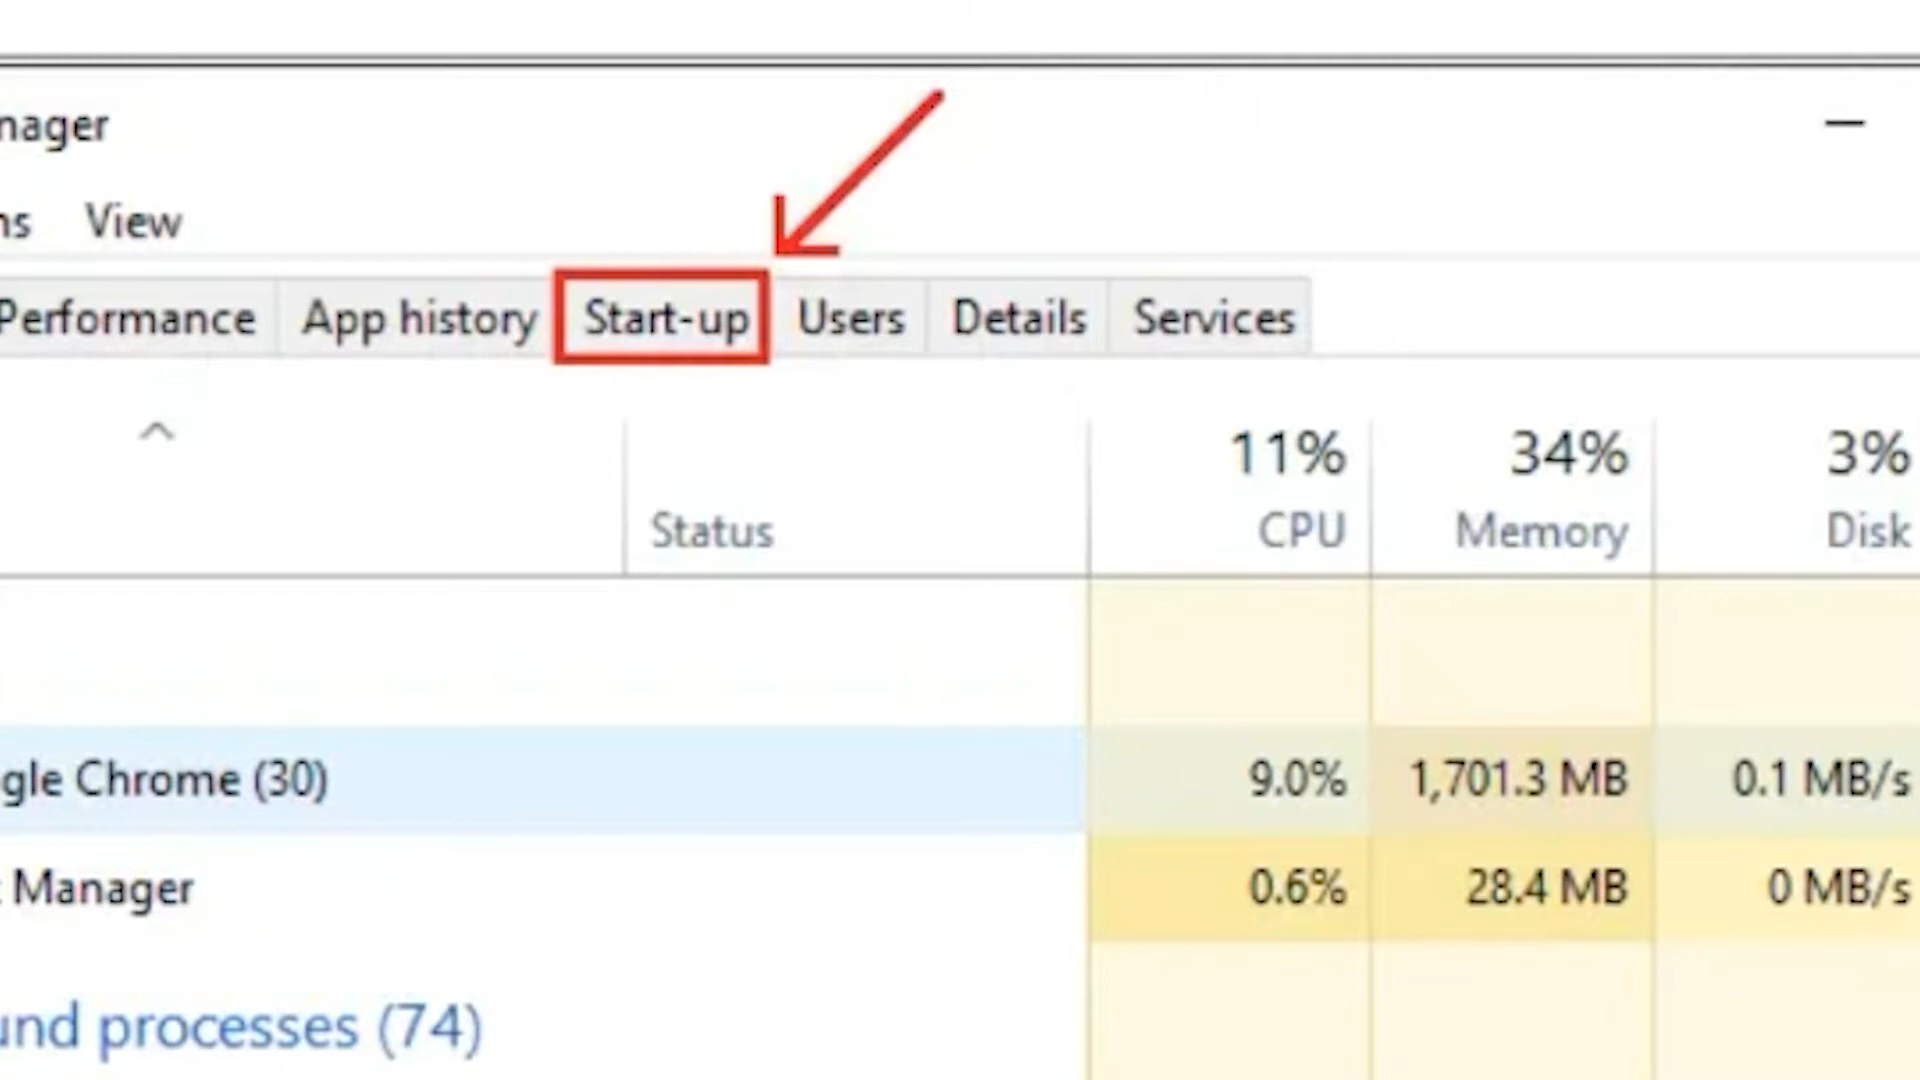 nager
ns View
Performance App history Start-up Users Details Services
11% 34% 3%
Status CPU Memory Disk
gle Chrome (30) 9.0% 1,701.3 MB 0.1 MB/s
Manager 0.6% 28.4 MB 0 MB/s
und processes (74)